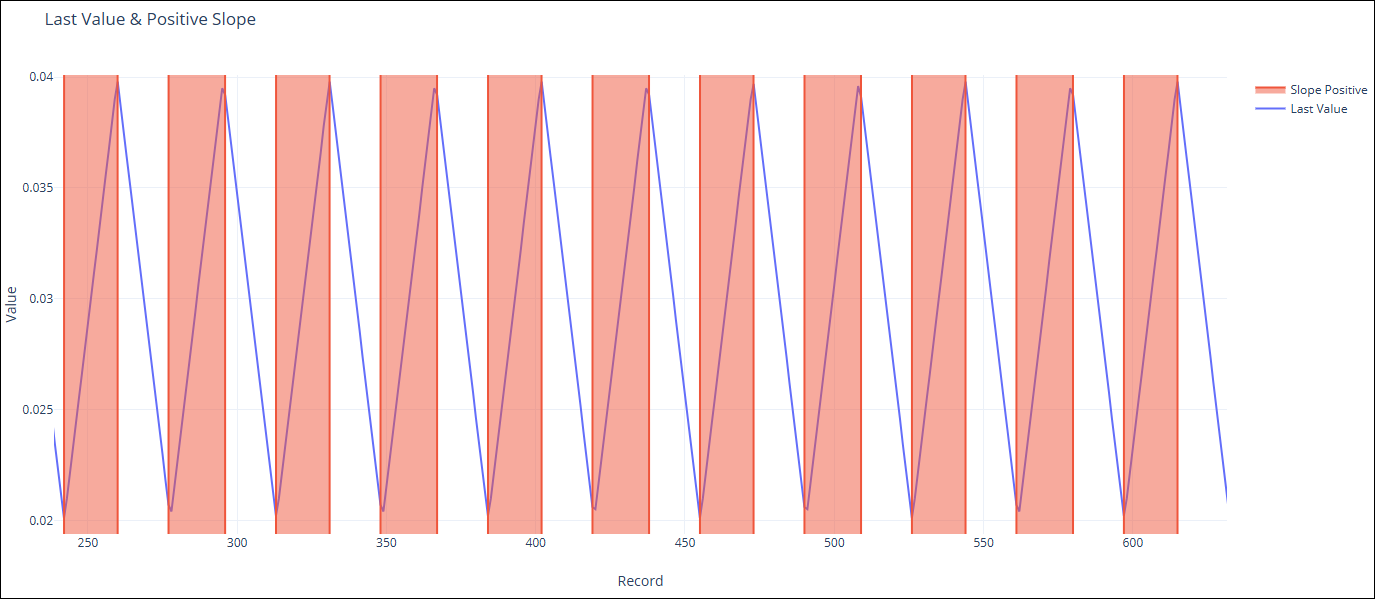 Last Value & Positive Slope
0.04
0.035
0.03
0.025
0.02
Value
250 300 350 400 450 500 550 600
Record
Slope Positive
Last Value